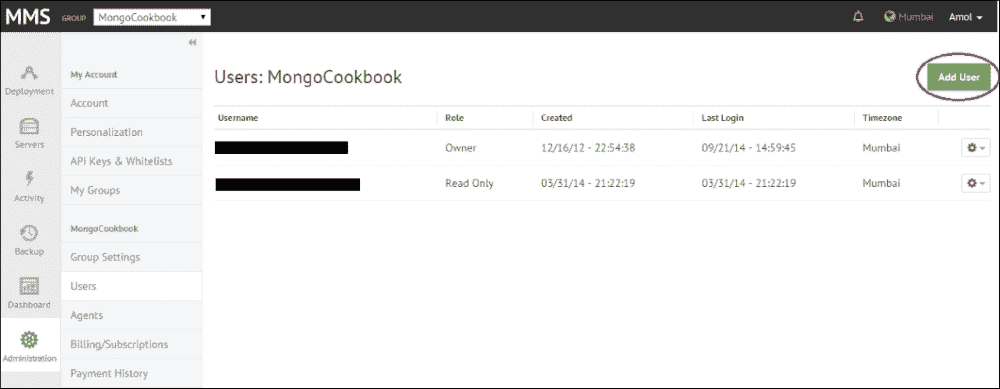 MMS GROUP MongoCookbook Mumbai Amol
Deployment
Servers
Activity
Backup
Dashboard
Administration
My Account
Account
Personalization
API Keys & Whitelists
My Groups
MongoCookbook
Group Settings
Users
Agents
Billing/Subscriptions
Payment History
Users: MongoCookbook
Add User
Username Role Created Last Login Timezone
Owner 12/16/12 - 22:54:38 09/21/14 - 14:59:45 Mumbai
Read Only 03/31/14 - 21:22:19 03/31/14 - 21:22:19 Mumbai